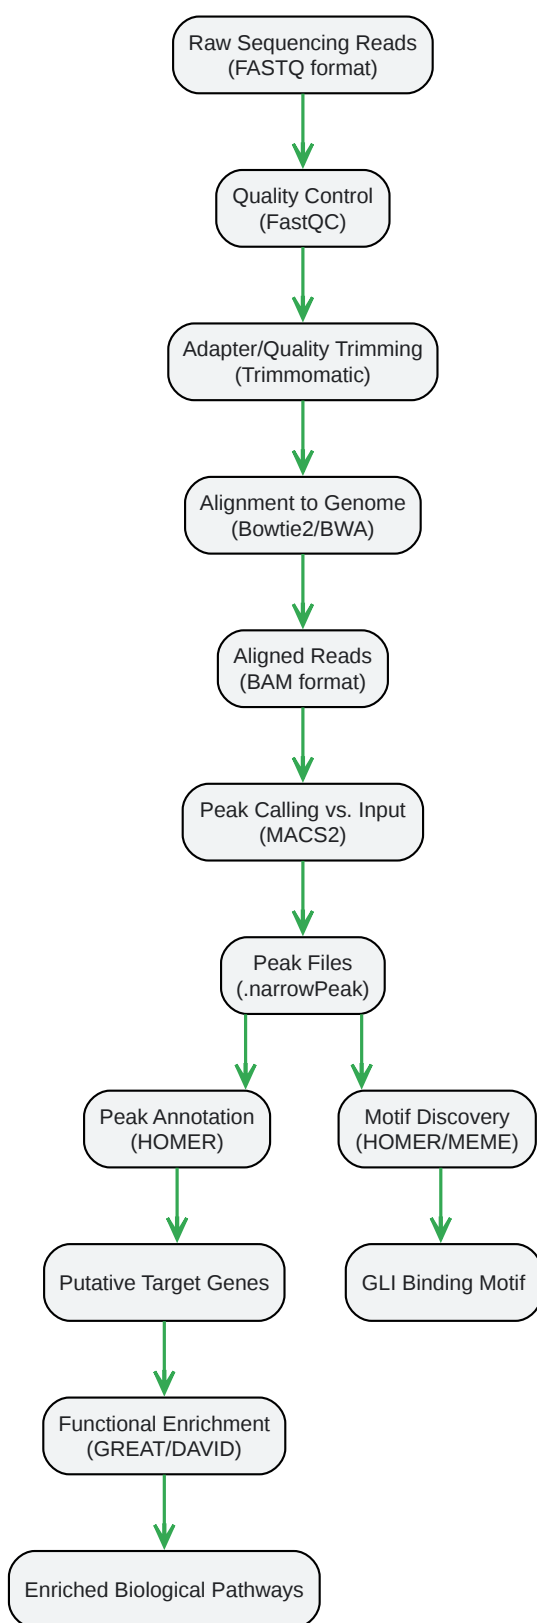 Raw Sequencing Reads
(FASTQ format)
Quality Control
(FastQC)
Adapter/Quality Trimming
(Trimmomatic)
Alignment to Genome
(Bowtie2/BWA)
Aligned Reads
(BAM format)
Peak Calling vs. Input
(MACS2)
Peak Files
(.narrowPeak)
Peak Annotation
(HOMER)
Motif Discovery
(HOMER/MEME)
Putative Target Genes
GLI Binding Motif
Functional Enrichment
(GREAT/DAVID)
Enriched Biological Pathways